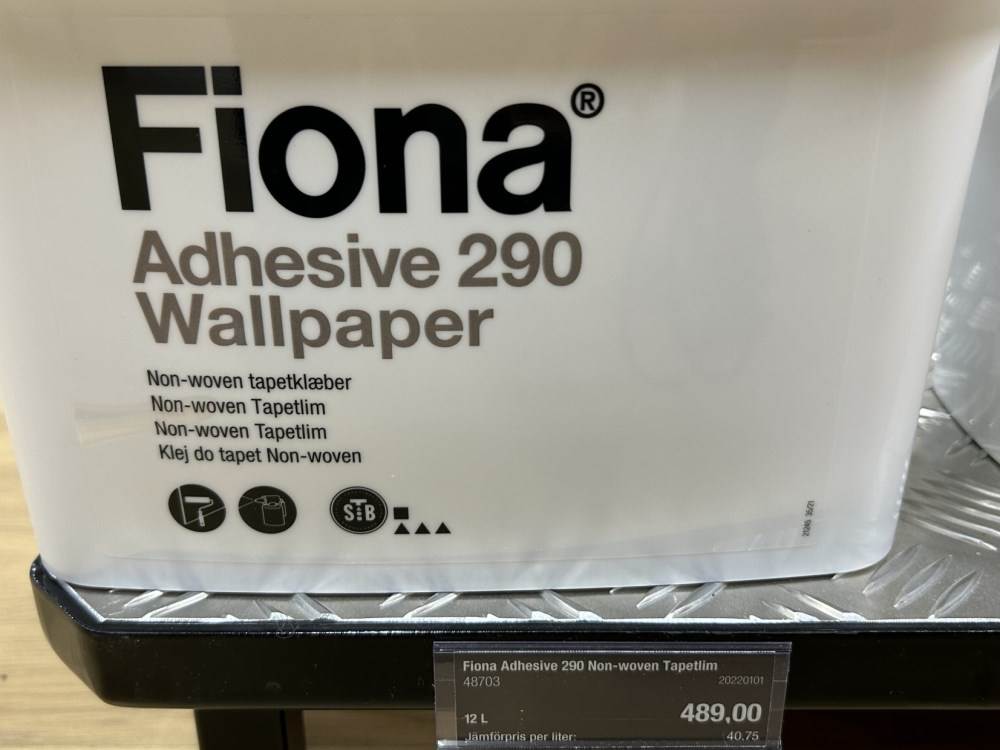 Fiona®
Adhesive 290
Wallpaper
Non-woven tapetklæber
Non-woven Tapetlim
Non-woven Tapetlim
Klej do tapet Non-woven
STB
Fiona Adhesive 290 Non-woven Tapetlim
48703 20220101
12 L 489,00
Jämförpris per liter: 40,75